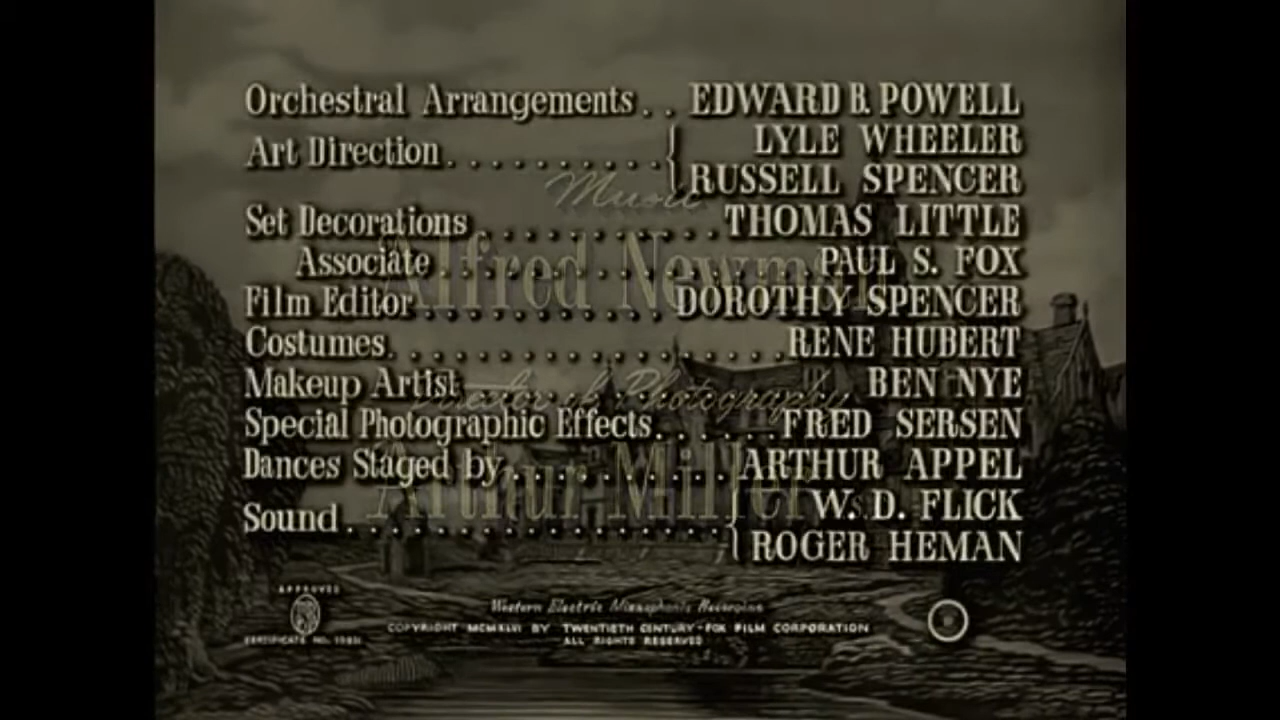 Orchestral Arrangements . . EDWARD B. POWELL
Art Direction . . . . . . . . . . { LYLE WHEELER
RUSSELL SPENCER
Music
Set Decorations . . . . . . . . . . . THOMAS LITTLE
Alfred Newman
Associate . . . . . . . . . . . . . . . . PAUL S. FOX
Film Editor . . . . . . . . . . . DOROTHY SPENCER
Costumes . . . . . . . . . . . . . . . . . RENE HUBERT
Makeup Artist . . . . . . . . . . . . . . . . BEN NYE
Director of Photography
Special Photographic Effects . . . . . . FRED SERSEN
Dances Staged by . . . . . . . . . . ARTHUR APPEL
Arthur Miller
Sound . . . . . . . . . . . . . . . . . { W. D. FLICK
ROGER HEMAN
APPROVED
CERTIFICATE NO.
Western Electric Mirrophonic Recording
COPYRIGHT MCMXLVI BY TWENTIETH CENTURY-FOX FILM CORPORATION
ALL RIGHTS RESERVED